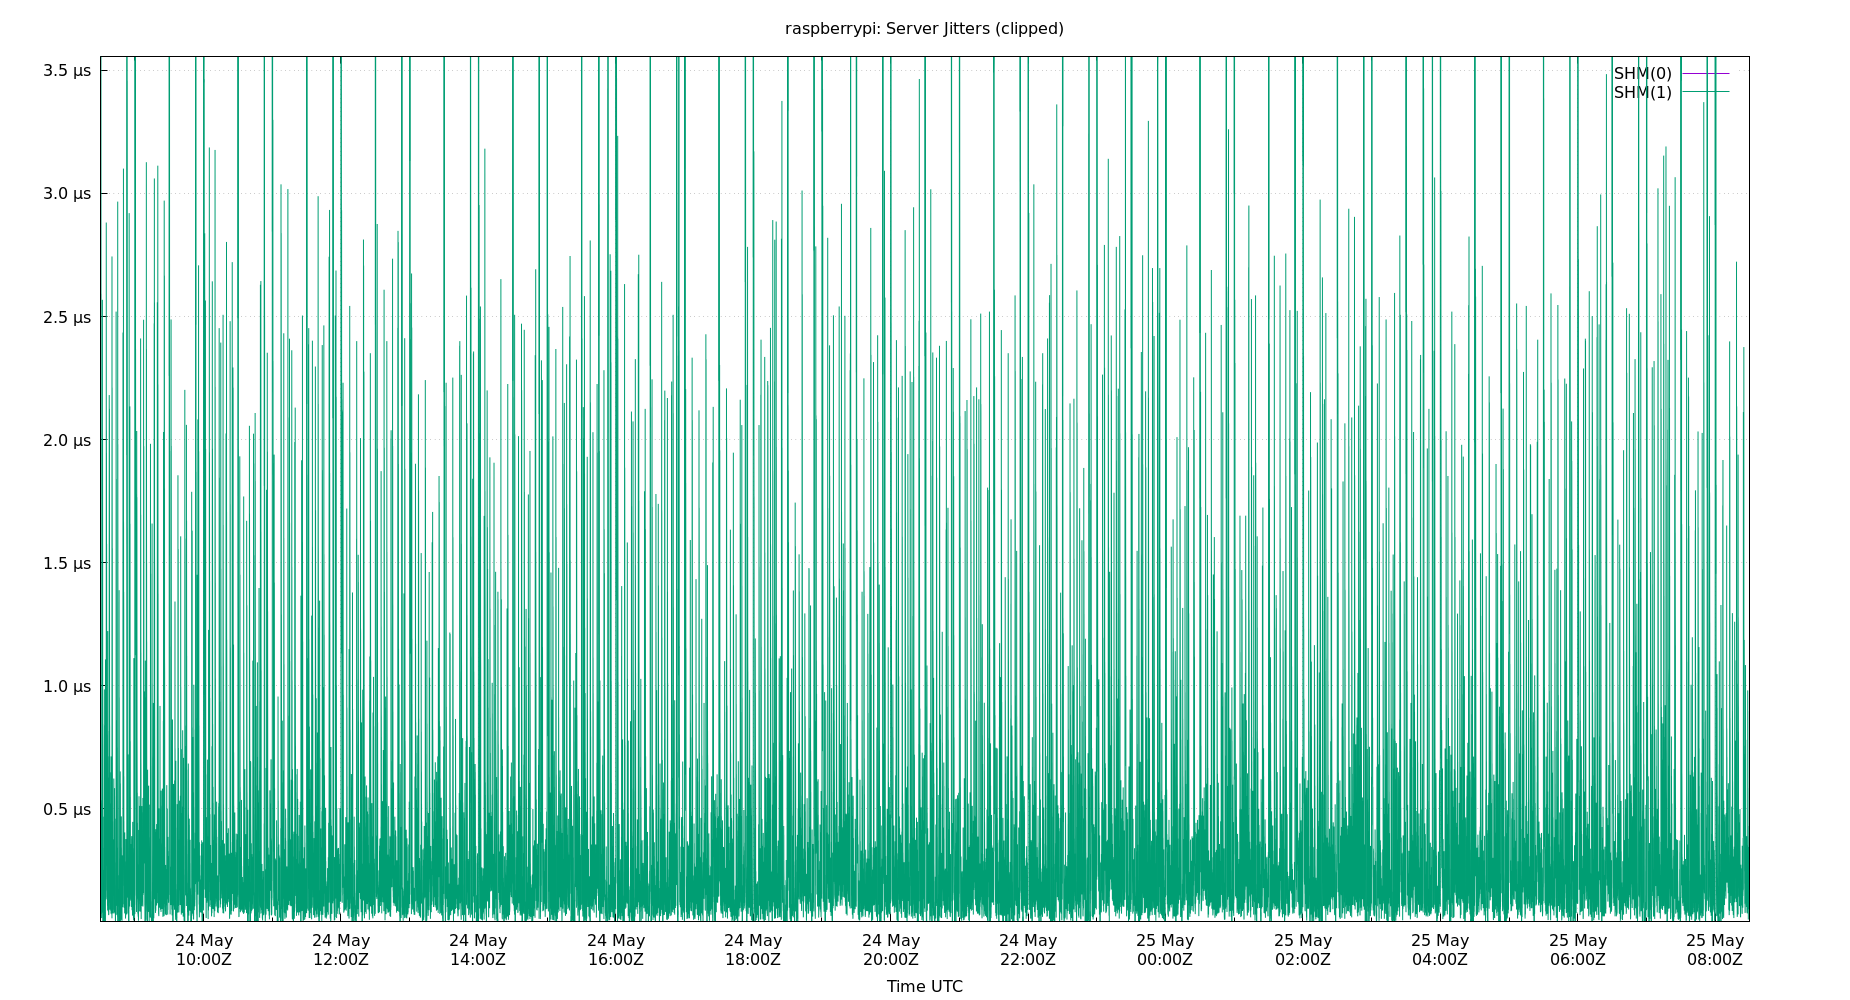 raspberrypi: Server Jitters (clipped)
3.5 µs
SHM(0)
SHM(1)
3.0 µs
2.5 µs
2.0 µs
1.5 µs
1.0 µs
0.5 µs
24 May 24 May 24 May 24 May 24 May 24 May 24 May 25 May 25 May 25 May 25 May 25 May
10:00Z 12:00Z 14:00Z 16:00Z 18:00Z 20:00Z 22:00Z 00:00Z 02:00Z 04:00Z 06:00Z 08:00Z
Time UTC